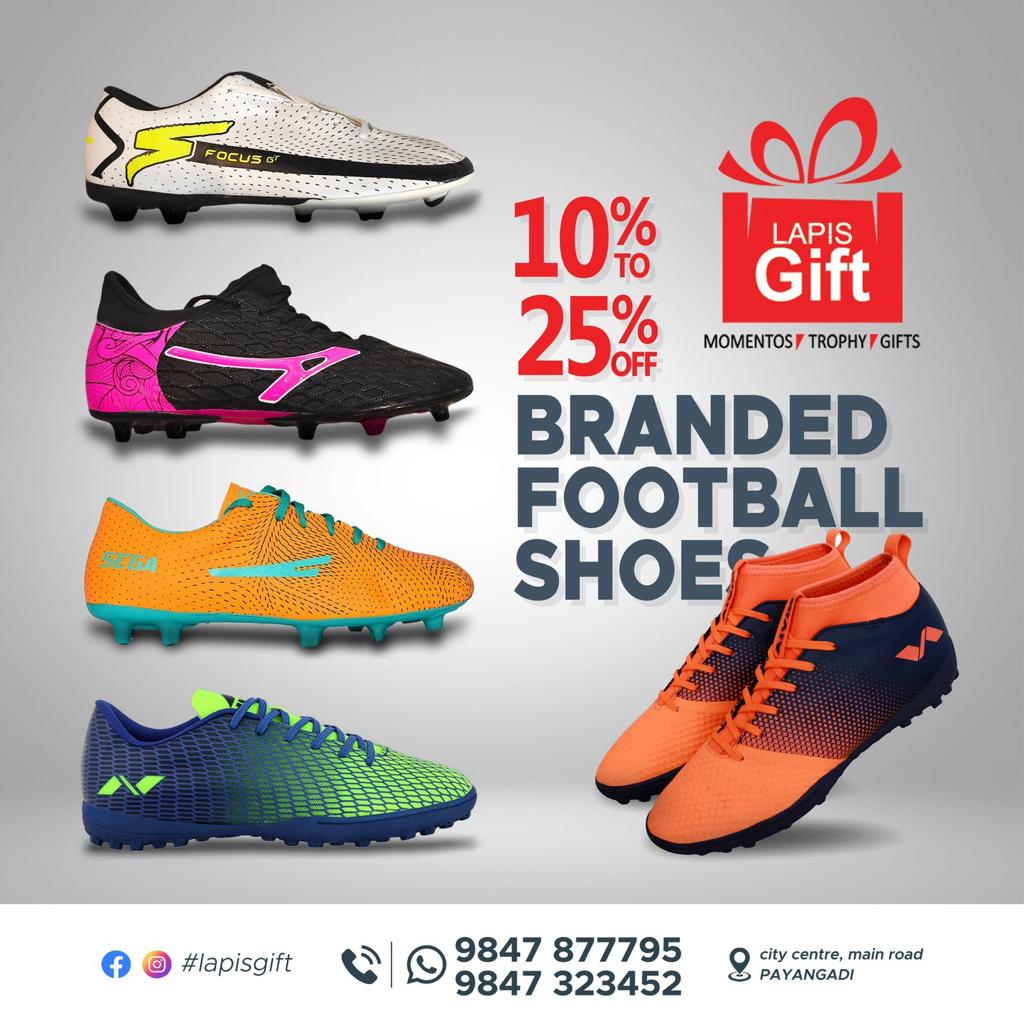 FOCUS GT
SEGA
10%
TO
25%
OFF
LAPIS
Gift
MOMENTOS TROPHY GIFTS
BRANDED
FOOTBALL
SHOES
#lapisgift
9847 877795
9847 323452
city centre, main road
PAYANGADI